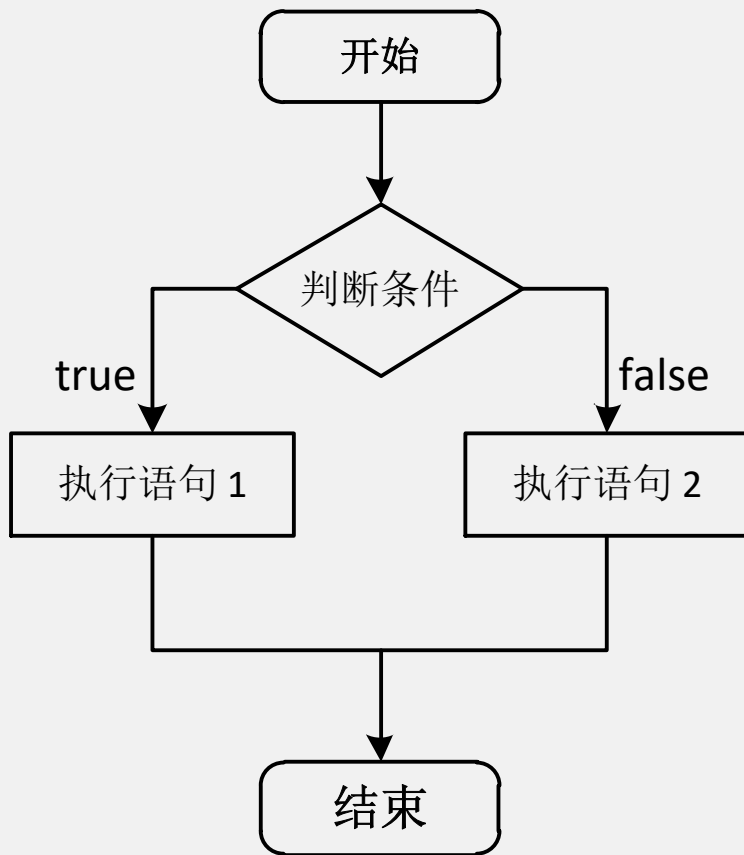 开始
判断条件
true
false
执行语句 1
执行语句 2
结束